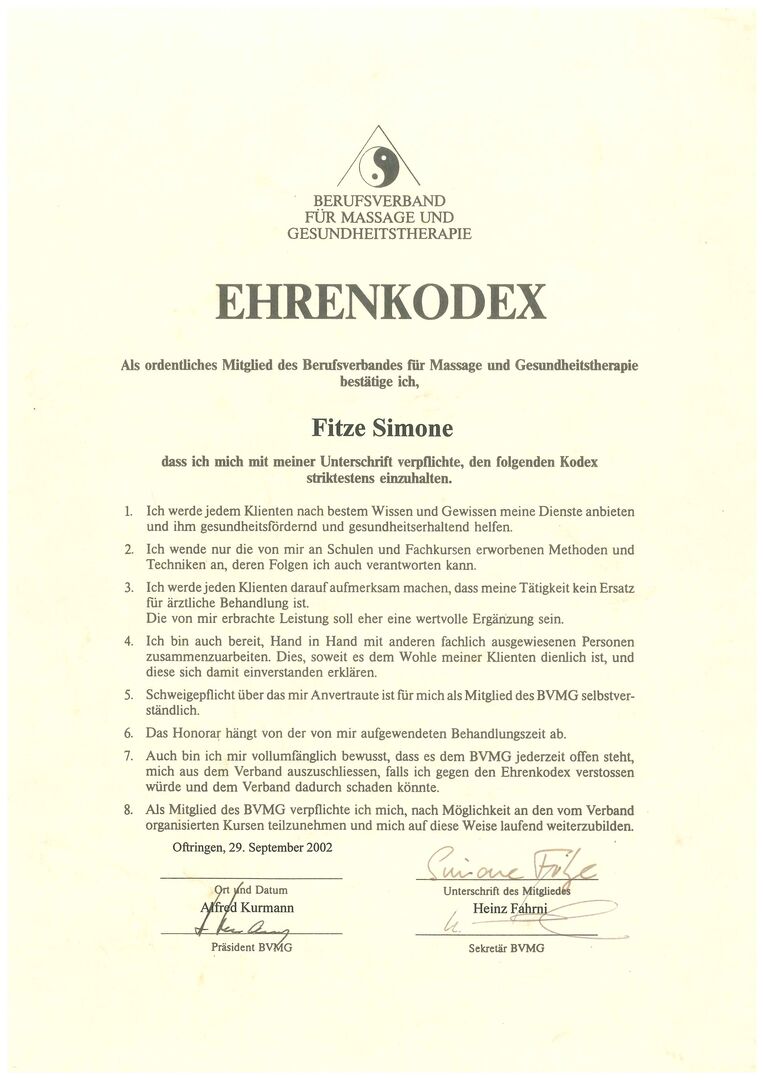 BERUFSVERBAND
FÜR MASSAGE UND
GESUNDHEITSTHERAPIE
EHRENKODEX
Als ordentliches Mitglied des Berufsverbandes für Massage und Gesundheitstherapie
bestätige ich,
Fitze Simone
dass ich mich mit meiner Unterschrift verpflichte, den folgenden Kodex
striktestens einzuhalten.
1. Ich werde jedem Klienten nach bestem Wissen und Gewissen meine Dienste anbieten
und ihm gesundheitsfördernd und gesundheitserhaltend helfen.
2. Ich wende nur die von mir an Schulen und Fachkursen erworbenen Methoden und
Techniken an, deren Folgen ich auch verantworten kann.
3. Ich werde jeden Klienten darauf aufmerksam machen, dass meine Tätigkeit kein Ersatz
für ärztliche Behandlung ist.
Die von mir erbrachte Leistung soll eher eine wertvolle Ergänzung sein.
4. Ich bin auch bereit, Hand in Hand mit anderen fachlich ausgewiesenen Personen
zusammenzuarbeiten. Dies, soweit es dem Wohle meiner Klienten dienlich ist, und
diese sich damit einverstanden erklären.
5. Schweigepflicht über das mir Anvertraute ist für mich als Mitglied des BVMG selbstver-
ständlich.
6. Das Honorar hängt von der von mir aufgewendeten Behandlungszeit ab.
7. Auch bin ich mir vollumfänglich bewusst, dass es dem BVMG jederzeit offen steht,
mich aus dem Verband auszuschliessen, falls ich gegen den Ehrenkodex verstossen
würde und dem Verband dadurch schaden könnte.
8. Als Mitglied des BVMG verpflichte ich mich, nach Möglichkeit an den vom Verband
organisierten Kursen teilzunehmen und mich auf diese Weise laufend weiterzubilden.
Oftringen, 29. September 2002
Simone Fitze
Ort und Datum
Unterschrift des Mitgliedes
Alfred Kurmann
Heinz Fahrni
Präsident BVMG
Sekretär BVMG